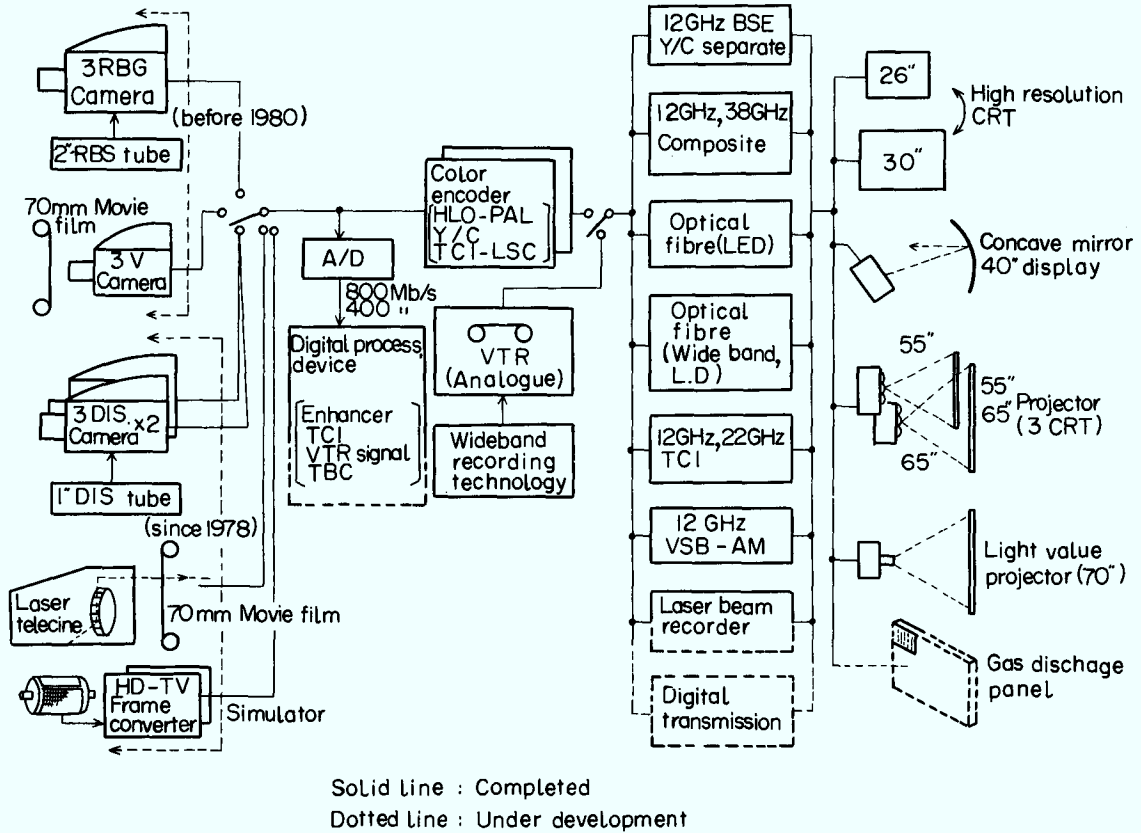 3RBG
Camera
(before 1980)
2"RBS tube
70mm Movie
film
3 V
Camera
3 DIS. ×2
Camera
1" DIS tube
(since 1978)
Laser
telecine
70mm Movie film
HD-TV
Frame
converter
Simulator
A/D
800 Mb/s
400 "
Digital process,
device
Enhancer
TCI
VTR signal
TBC
Color
encoder
HLO-PAL
Y/C
TCI-LSC
VTR
(Analogue)
Wideband
recording
technology
12GHz BSE
Y/C separate
12GHz, 38GHz
Composite
Optical
fibre(LED)
Optical
fibre
(Wide band,
L.D)
12GHz, 22GHz
TCI
12 GHz
VSB-AM
Laser beam
recorder
Digital
transmission
26"
High resolution
CRT
30"
Concave mirror
40" display
55"
55"
65" Projector
(3 CRT)
65"
Light value
projector (70")
Gas dischage
panel
Solid line : Completed
Dotted line : Under development